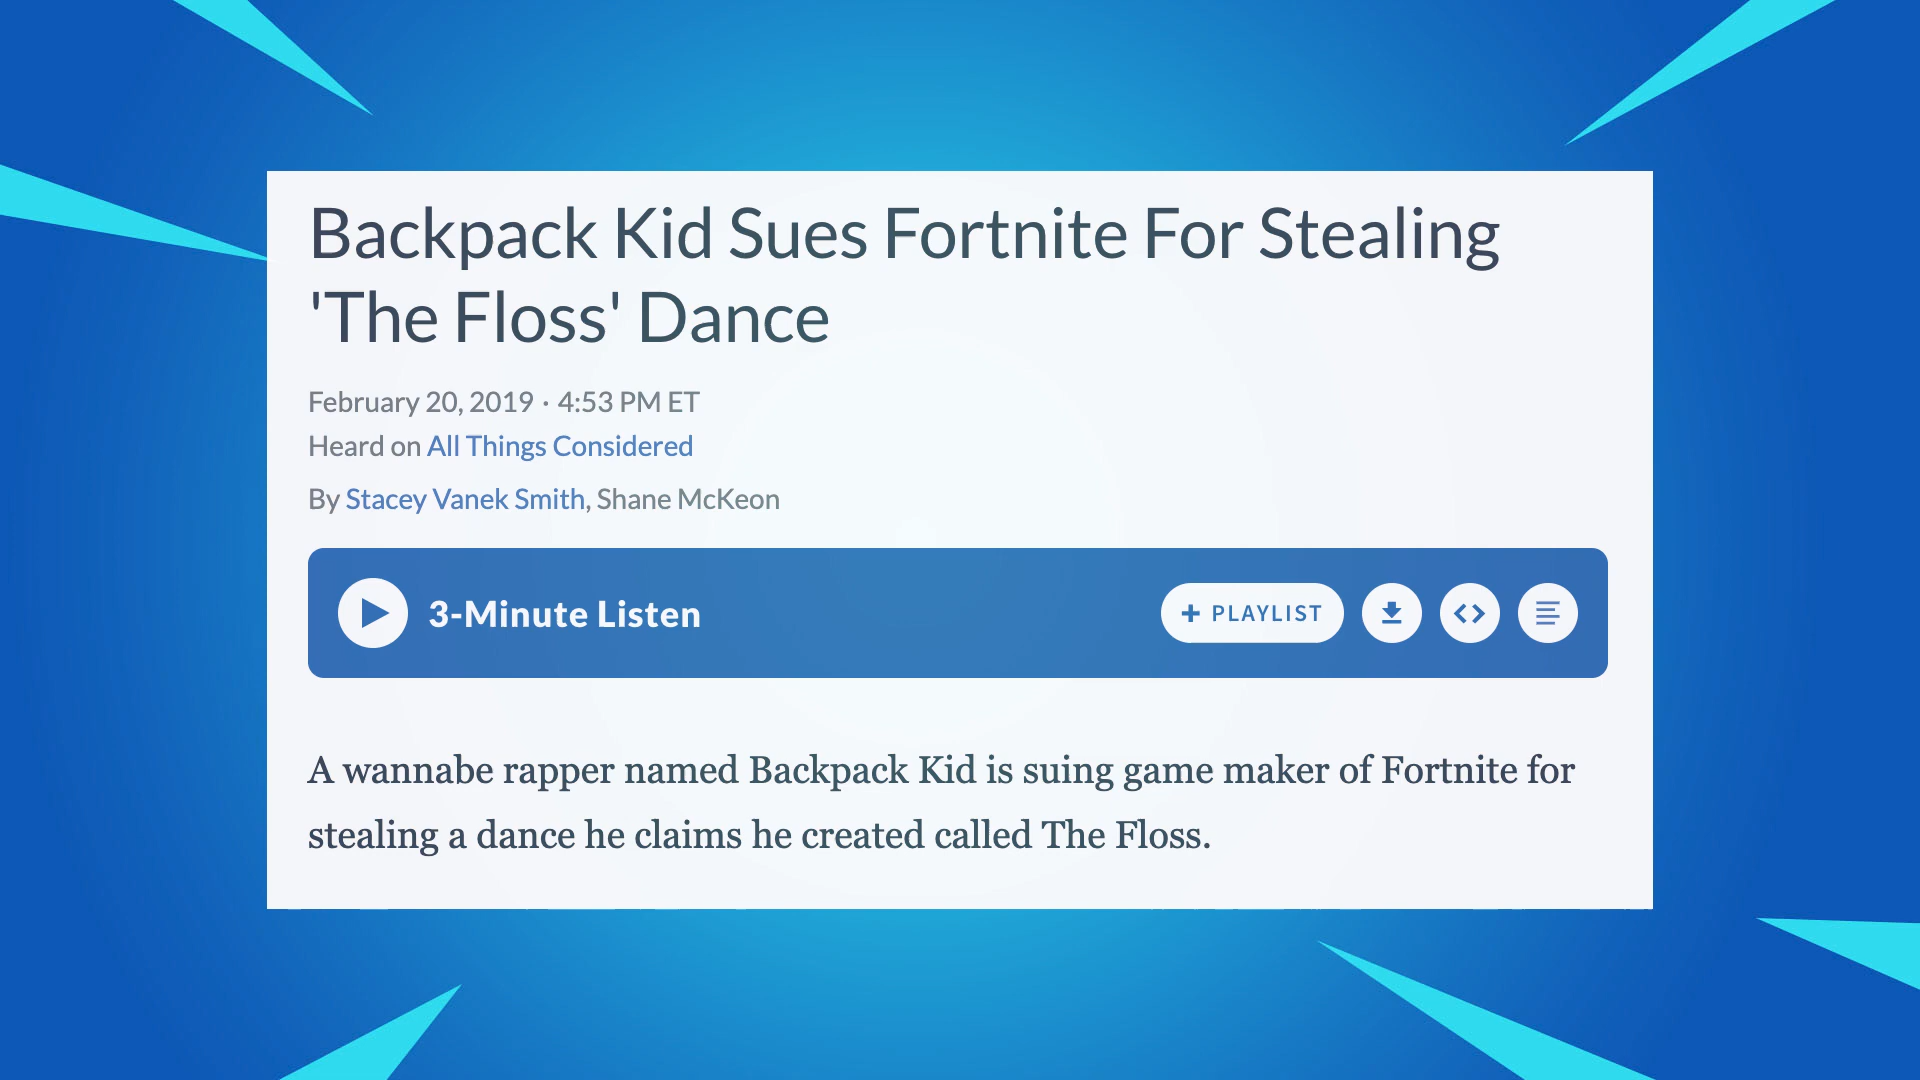 Backpack Kid Sues Fortnite For Stealing
'The Floss' Dance
February 20, 2019 · 4:53 PM ET
Heard on All Things Considered
By Stacey Vanek Smith, Shane McKeon
3-Minute Listen
+ PLAYLIST
A wannabe rapper named Backpack Kid is suing game maker of Fortnite for
stealing a dance he claims he created called The Floss.